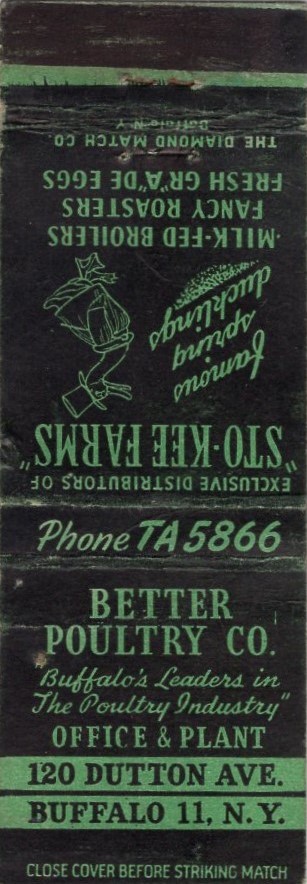 EXCLUSIVE DISTRIBUTORS OF
"STO-KEE FARMS"
famous
spring
ducklings
MILK-FED BROILERS
FANCY ROASTERS
FRESH GR."A"DE EGGS
THE DIAMOND MATCH CO.
Buffalo N.Y.
Phone TA 5866
BETTER
POULTRY CO.
Buffalo's Leaders in
The Poultry Industry"
OFFICE & PLANT
120 DUTTON AVE.
BUFFALO 11, N.Y.
CLOSE COVER BEFORE STRIKING MATCH